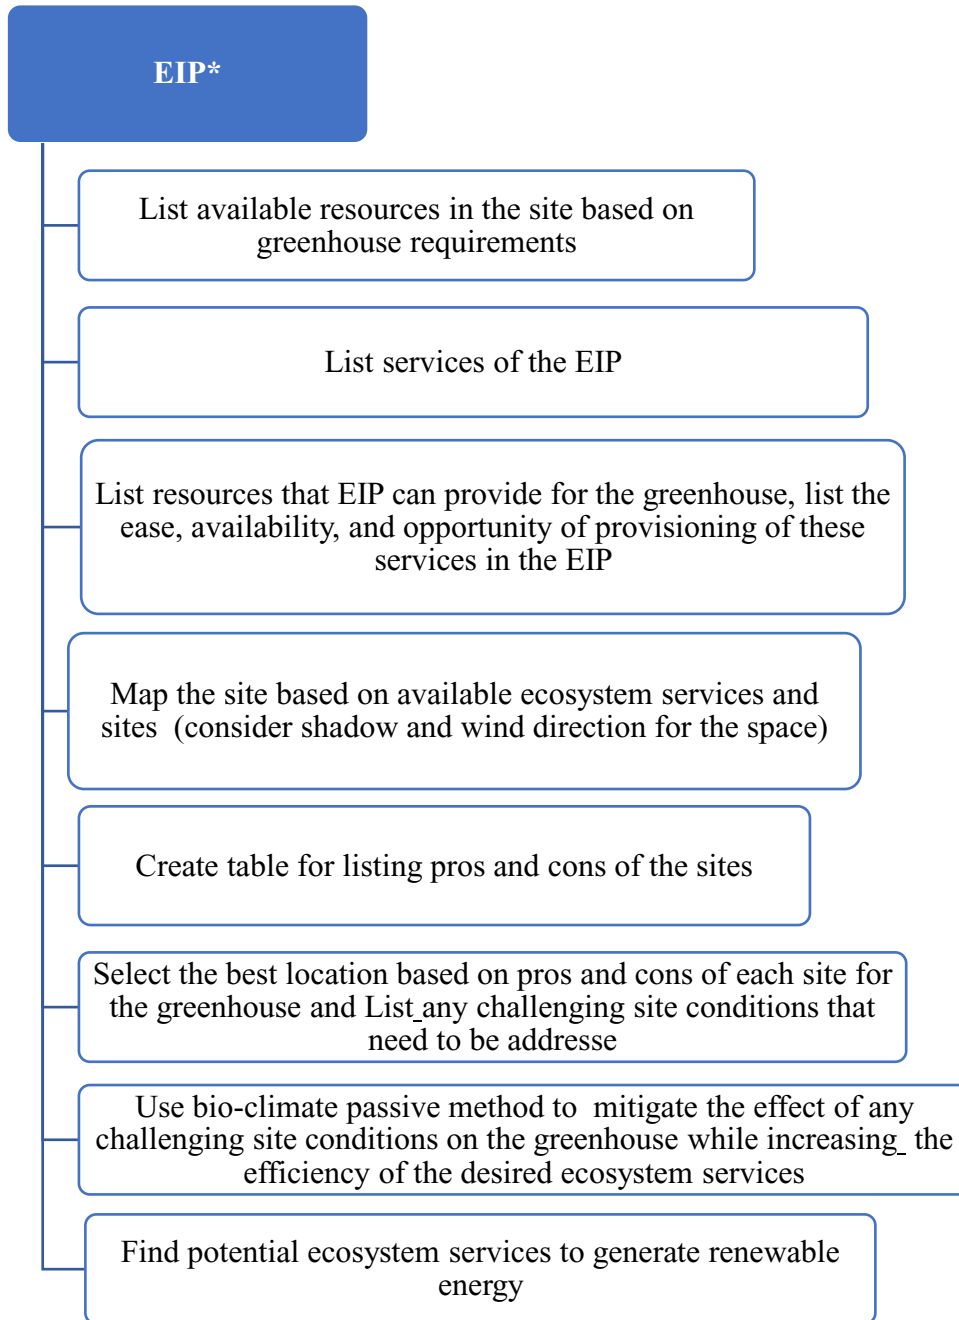 EIP*
List available resources in the site based on
greenhouse requirements
List services of the EIP
List resources that EIP can provide for the greenhouse, list the
ease, availability, and opportunity of provisioning of these
services in the EIP
Map the site based on available ecosystem services and
sites (consider shadow and wind direction for the space)
Create table for listing pros and cons of the sites
Select the best location based on pros and cons of each site for
the greenhouse and List any challenging site conditions that
need to be addresse
Use bio-climate passive method to mitigate the effect of any
challenging site conditions on the greenhouse while increasing the
efficiency of the desired ecosystem services
Find potential ecosystem services to generate renewable
energy